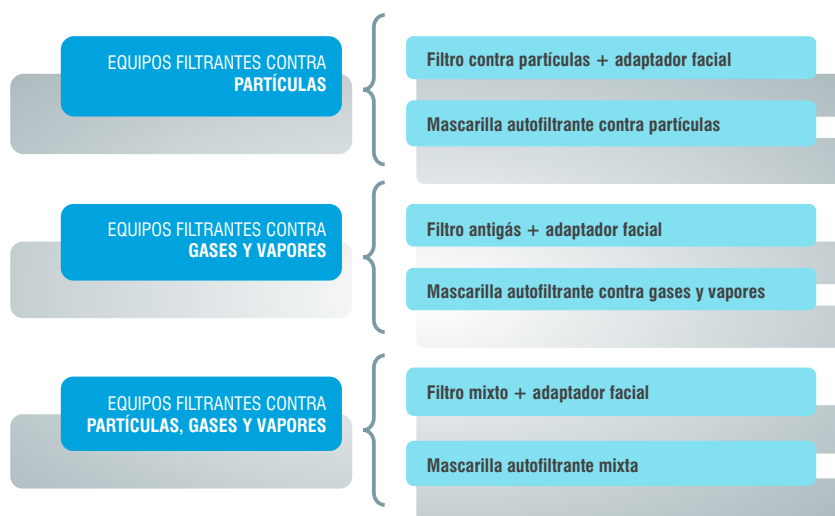 EQUIPOS FILTRANTES CONTRA
PARTÍCULAS
Filtro contra partículas + adaptador facial
Mascarilla autofiltrante contra partículas
EQUIPOS FILTRANTES CONTRA
GASES Y VAPORES
Filtro antigás + adaptador facial
Mascarilla autofiltrante contra gases y vapores
EQUIPOS FILTRANTES CONTRA
PARTÍCULAS, GASES Y VAPORES
Filtro mixto + adaptador facial
Mascarilla autofiltrante mixta